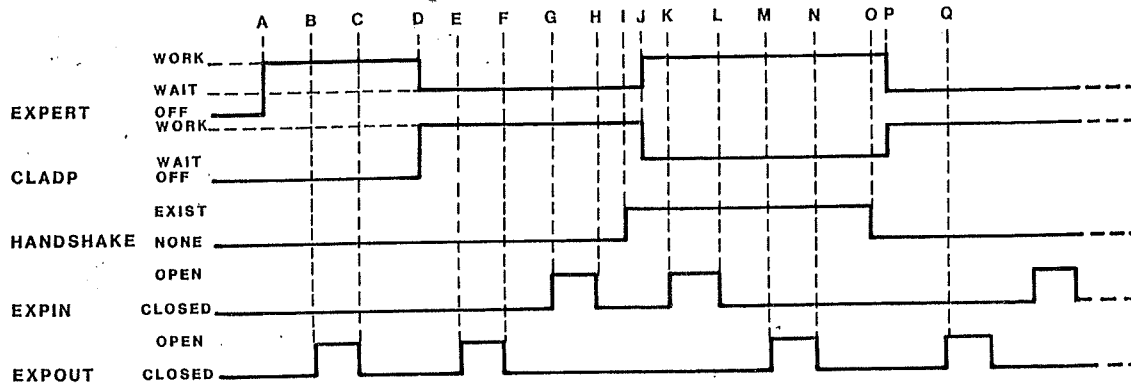 A B C D E F G H I J K L M N O P Q
WORK
WAIT
EXPERT OFF
WORK
WAIT
CLADP OFF
EXIST
HANDSHAKE NONE
OPEN
EXPIN CLOSED
OPEN
EXPOUT CLOSED